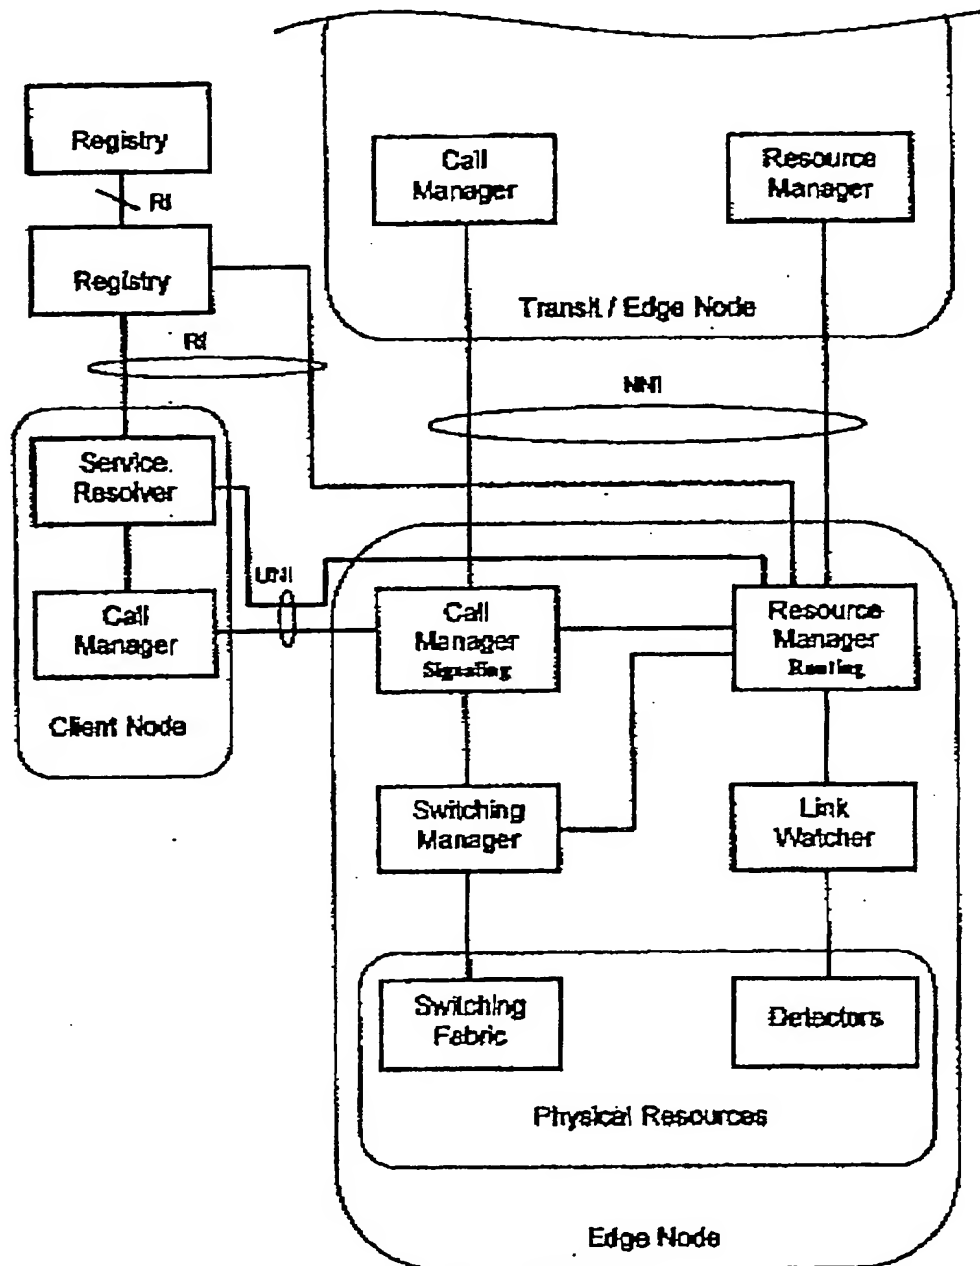 Registry
RI
Registry
RI
Call
Manager
Resource
Manager
Transit / Edge Node
NNI
Service.
Resolver
Call
Manager
Client Node
UNI
Call
Manager
Signaling
Resource
Manager
Routing
Switching
Manager
Link
Watcher
Switching
Fabric
Detectors
Physical Resources
Edge Node